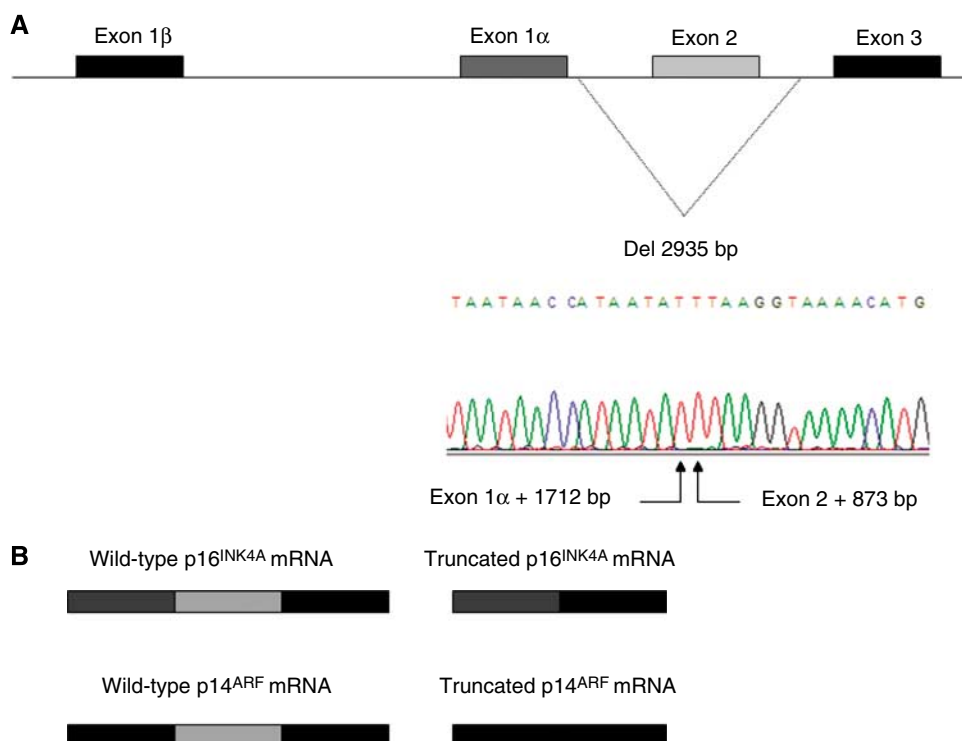 A
Exon 1β Exon 1α Exon 2 Exon 3
Del 2935 bp
TAATAACCATAATATTTAAGGTAAAACATG
Exon 1α + 1712 bp Exon 2 + 873 bp
B
Wild-type p16INK4A mRNA Truncated p16INK4A mRNA
Wild-type p14ARF mRNA Truncated p14ARF mRNA